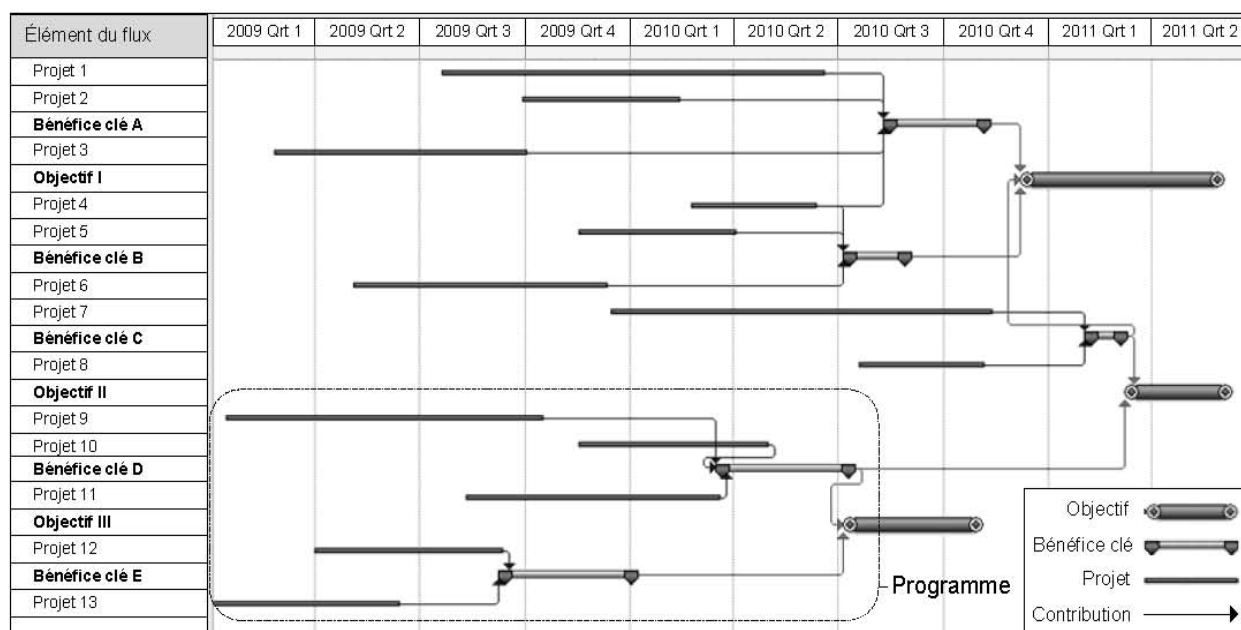 Élément du flux
2009 Qrt 1 2009 Qrt 2 2009 Qrt 3 2009 Qrt 4 2010 Qrt 1 2010 Qrt 2 2010 Qrt 3 2010 Qrt 4 2011 Qrt 1 2011 Qrt 2
Projet 1
Projet 2
Bénéfice clé A
Projet 3
Objectif I
Projet 4
Projet 5
Bénéfice clé B
Projet 6
Projet 7
Bénéfice clé C
Projet 8
Objectif II
Projet 9
Projet 10
Bénéfice clé D
Projet 11
Objectif III
Projet 12
Bénéfice clé E
Projet 13
Programme
Objectif
Bénéfice clé
Projet
Contribution